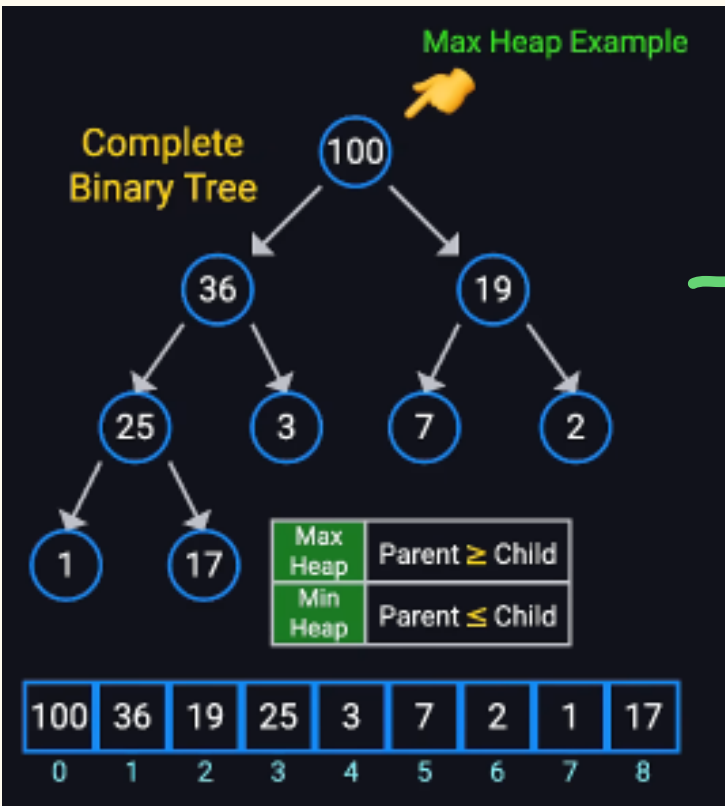 Max Heap Example
Complete
Binary Tree
100
36 19
25 3 7 2
1 17
Max
Heap
Parent ≥ Child
Min
Heap
Parent ≤ Child
100 36 19 25 3 7 2 1 17
0 1 2 3 4 5 6 7 8